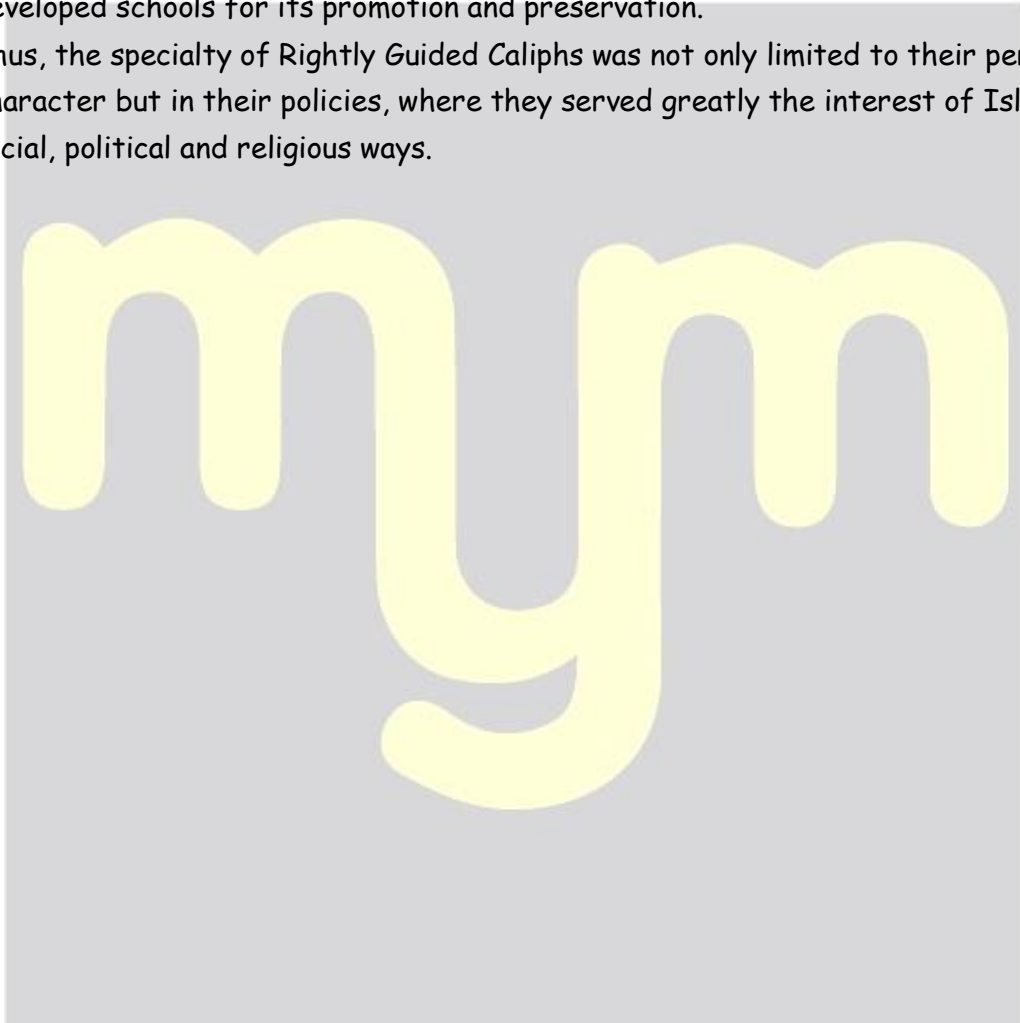 eveloped schools for its promotion and preservation.
hus, the specialty of Rightly Guided Caliphs was not only limited to their per
haracter but in their policies, where they served greatly the interest of Isl
cial, political and religious ways.
mym